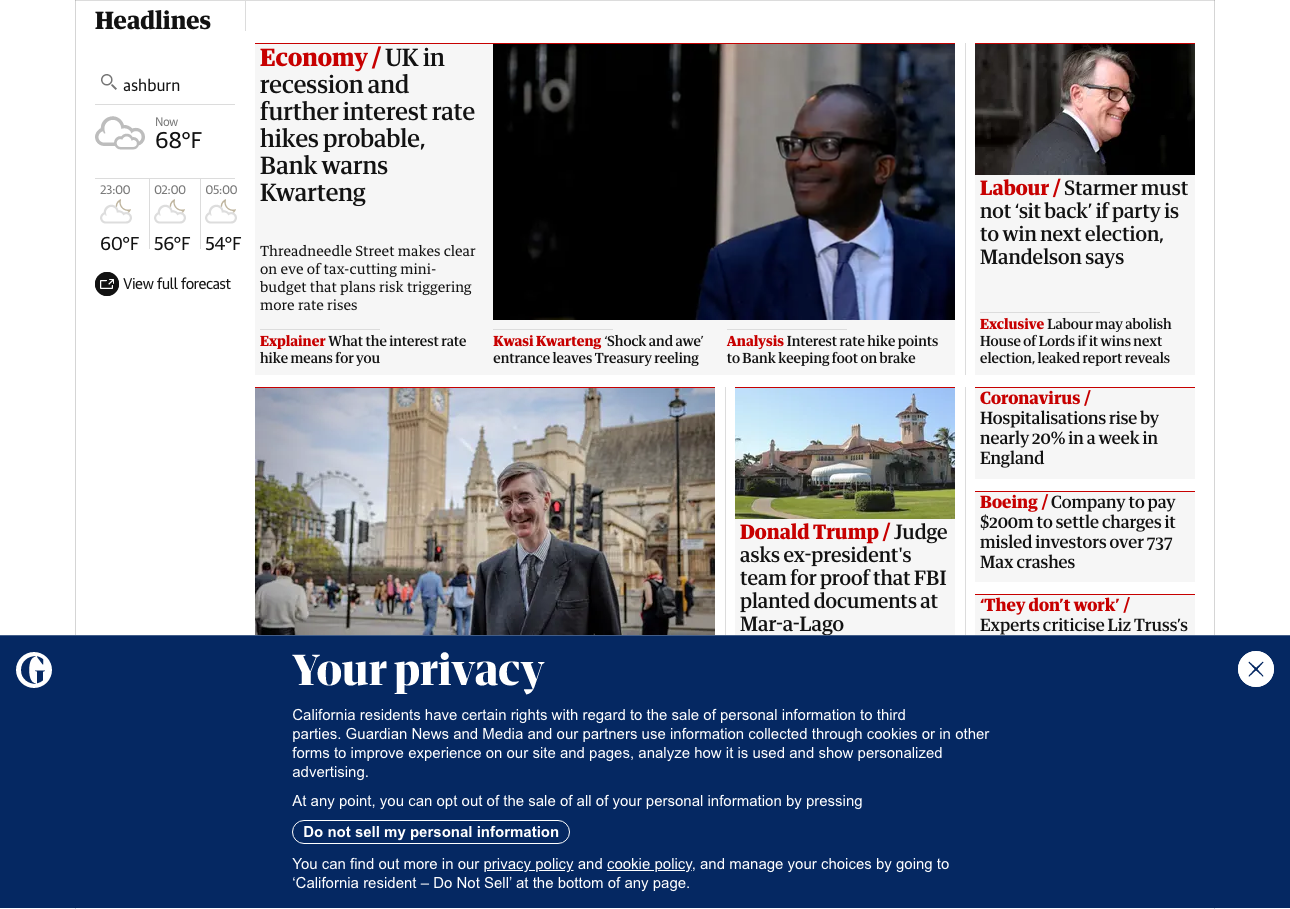 Headlines
ashburn
Now
68°F
23:00
02:00
05:00
60°F
56°F
54°F
View full forecast
Economy / UK in
recession and
further interest rate
hikes probable,
Bank warns
Kwarteng
Threadneedle Street makes clear
on eve of tax-cutting mini-
budget that plans risk triggering
more rate rises
10
Explainer What the interest rate
hike means for you
Kwasi Kwarteng ‘Shock and awe’
entrance leaves Treasury reeling
Analysis Interest rate hike points
to Bank keeping foot on brake
Labour / Starmer must
not ‘sit back’ if party is
to win next election,
Mandelson says
Exclusive Labour may abolish
House of Lords if it wins next
election, leaked report reveals
Donald Trump / Judge
asks ex-president's
team for proof that FBI
planted documents at
Mar-a-Lago
Coronavirus /
Hospitalisations rise by
nearly 20% in a week in
England
Boeing / Company to pay
$200m to settle charges it
misled investors over 737
Max crashes
‘They don’t work’ /
Experts criticise Liz Truss’s
Your privacy
California residents have certain rights with regard to the sale of personal information to third
parties. Guardian News and Media and our partners use information collected through cookies or in other
forms to improve experience on our site and pages, analyze how it is used and show personalized
advertising.
At any point, you can opt out of the sale of all of your personal information by pressing
Do not sell my personal information
You can find out more in our privacy policy and cookie policy, and manage your choices by going to
‘California resident – Do Not Sell’ at the bottom of any page.